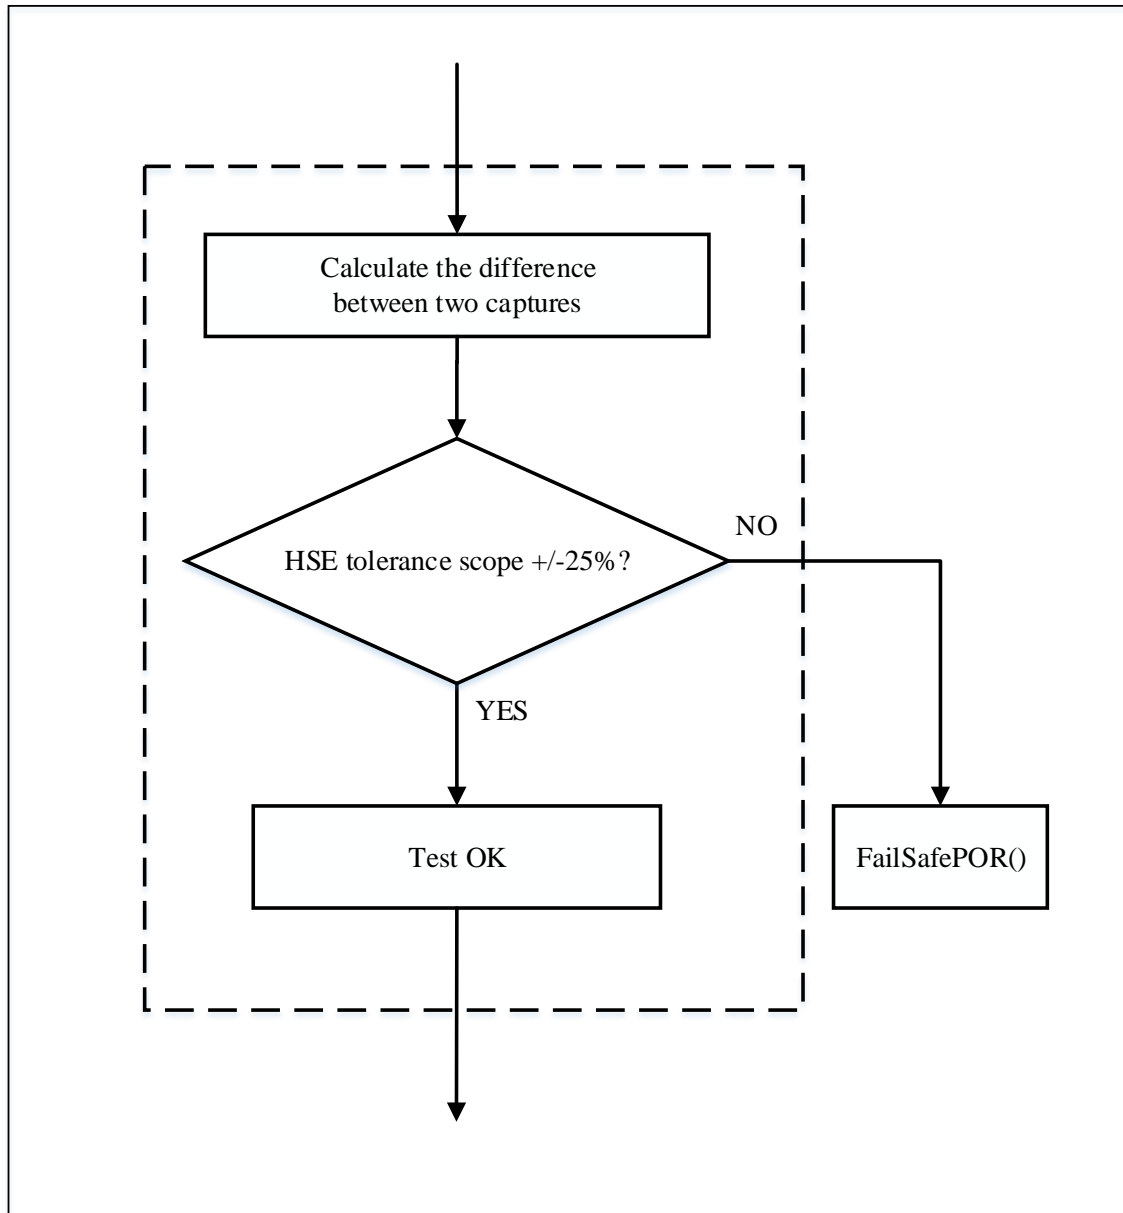 Calculate the difference
between two captures
HSE tolerance scope +/-25%?
NO
YES
Test OK
FailSafePOR()